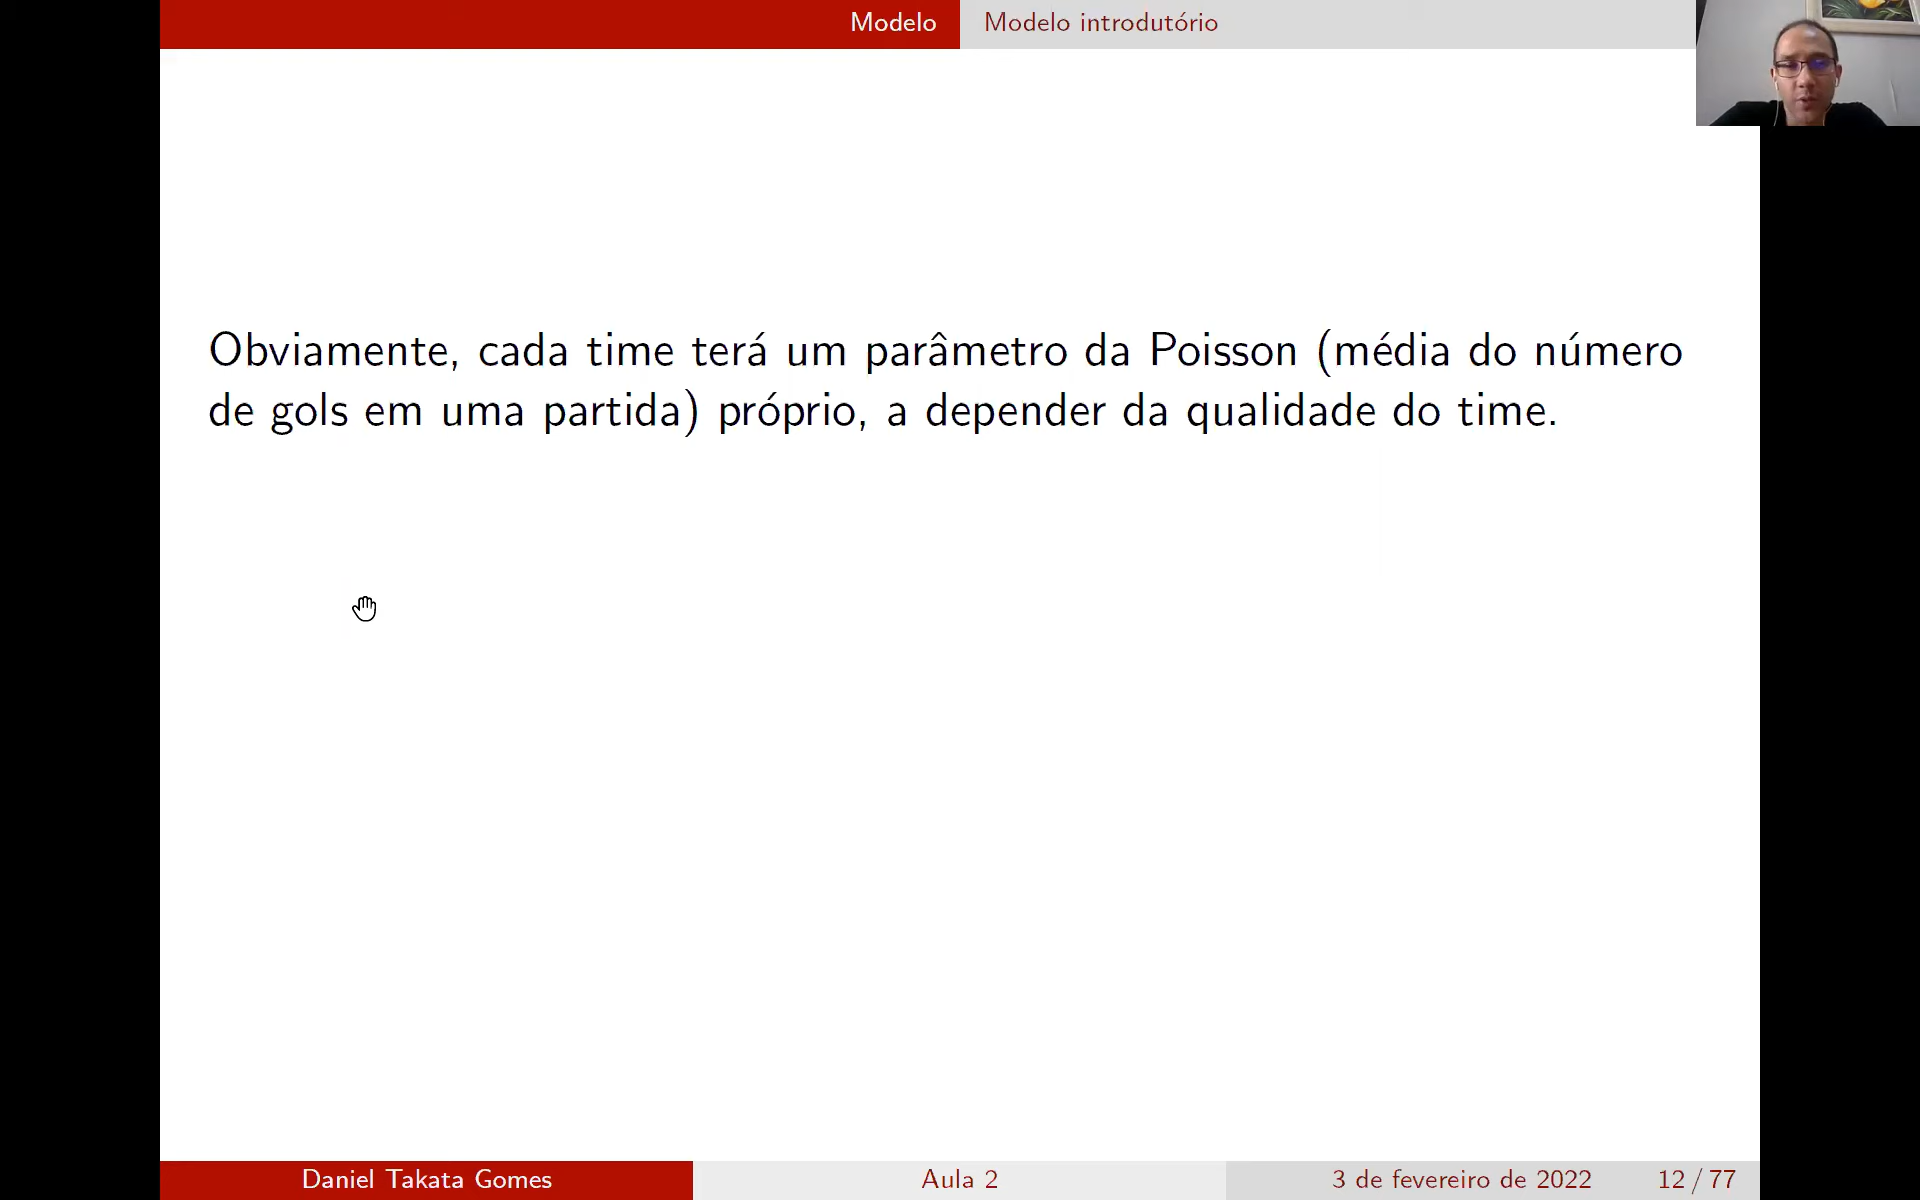 Modelo
Modelo introdutório
Obviamente, cada time terá um parâmetro da Poisson (média do número
de gols em uma partida) próprio, a depender da qualidade do time.
Daniel Takata Gomes
Aula 2
3 de fevereiro de 2022
12 / 77